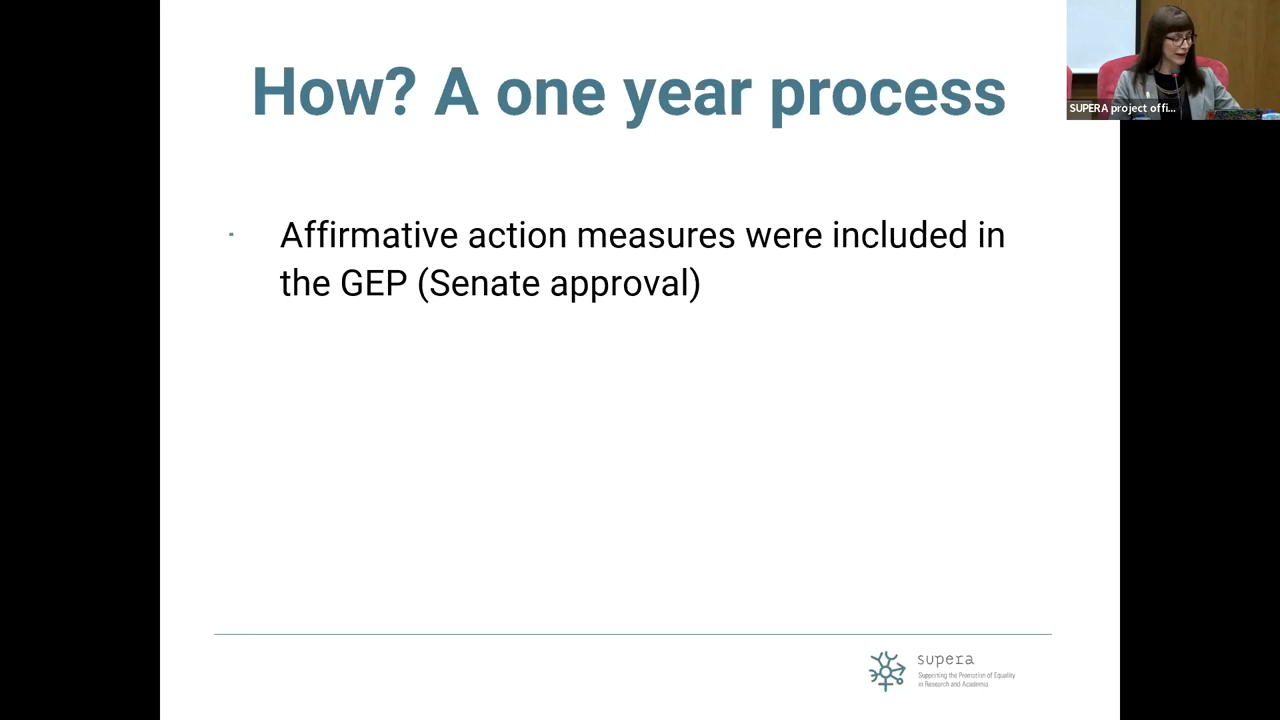 How? A one year process
SUPERA project offi...
Affirmative action measures were included in
the GEP (Senate approval)
supera
Supporting the Promotion of Equality
in Research and Academia